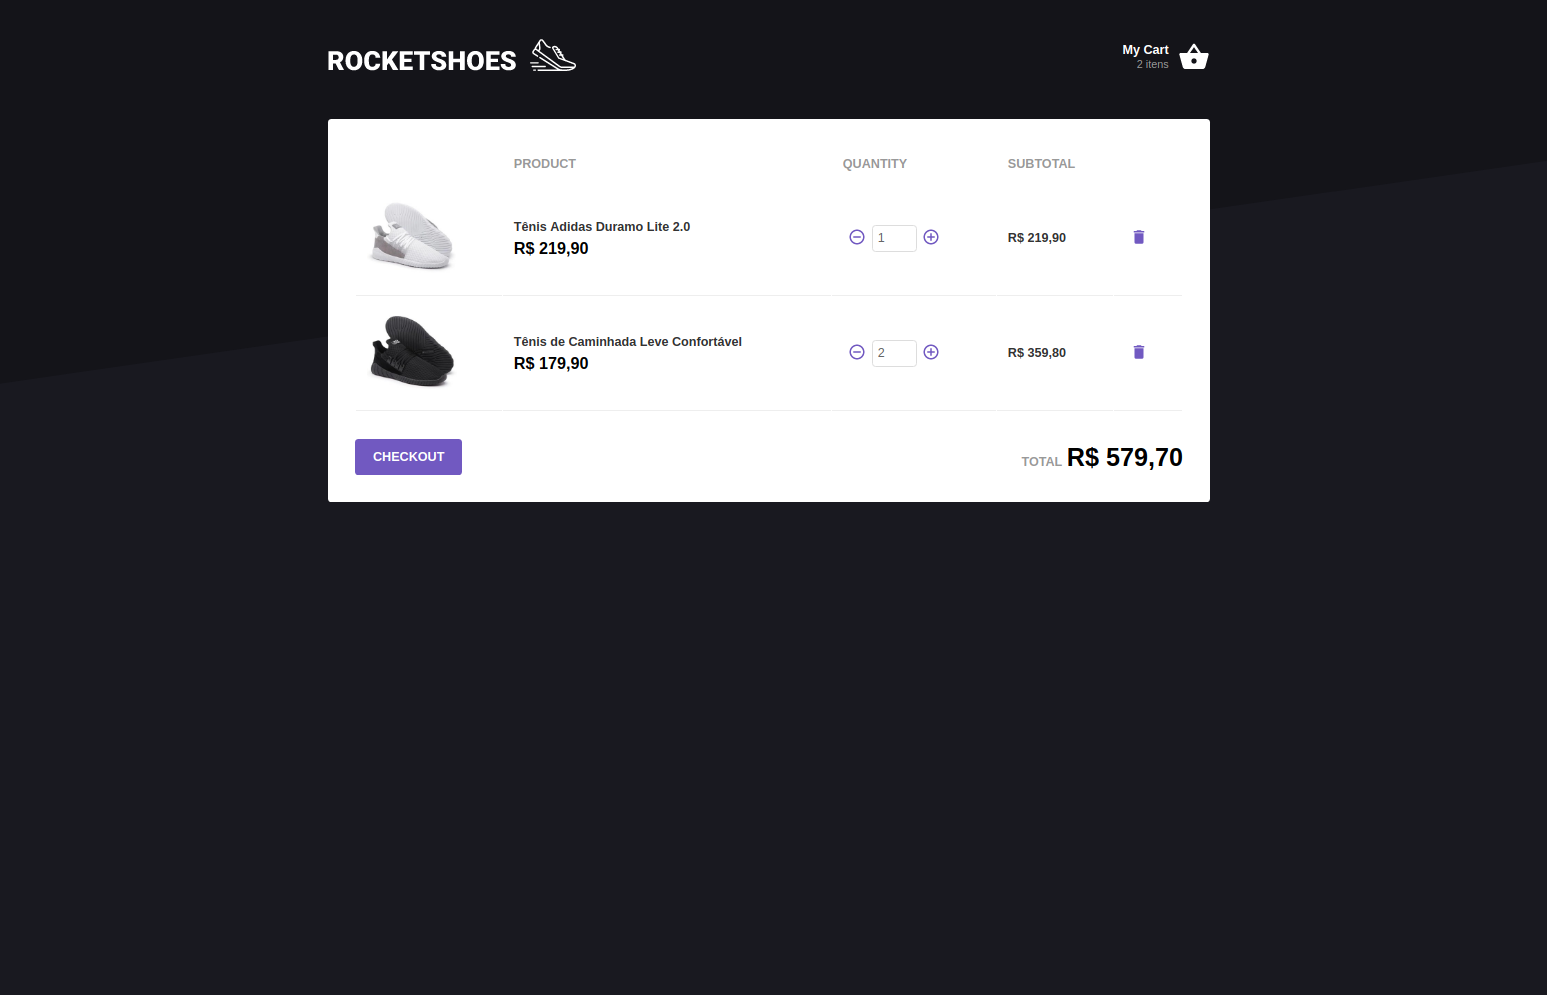 ROCKETSHOES
My Cart
2 itens
PRODUCT QUANTITY SUBTOTAL
Tênis Adidas Duramo Lite 2.0
R$ 219,90
1
R$ 219,90
Tênis de Caminhada Leve Confortável
R$ 179,90
2
R$ 359,80
CHECKOUT
TOTAL R$ 579,70